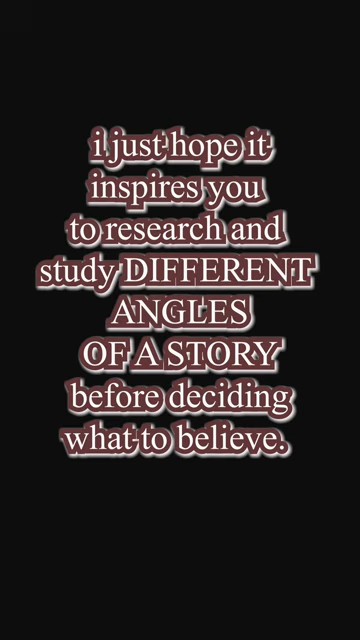 i just hope it
inspires you
to research and
study DIFFERENT
ANGLES
OF A STORY
before deciding
what to believe.